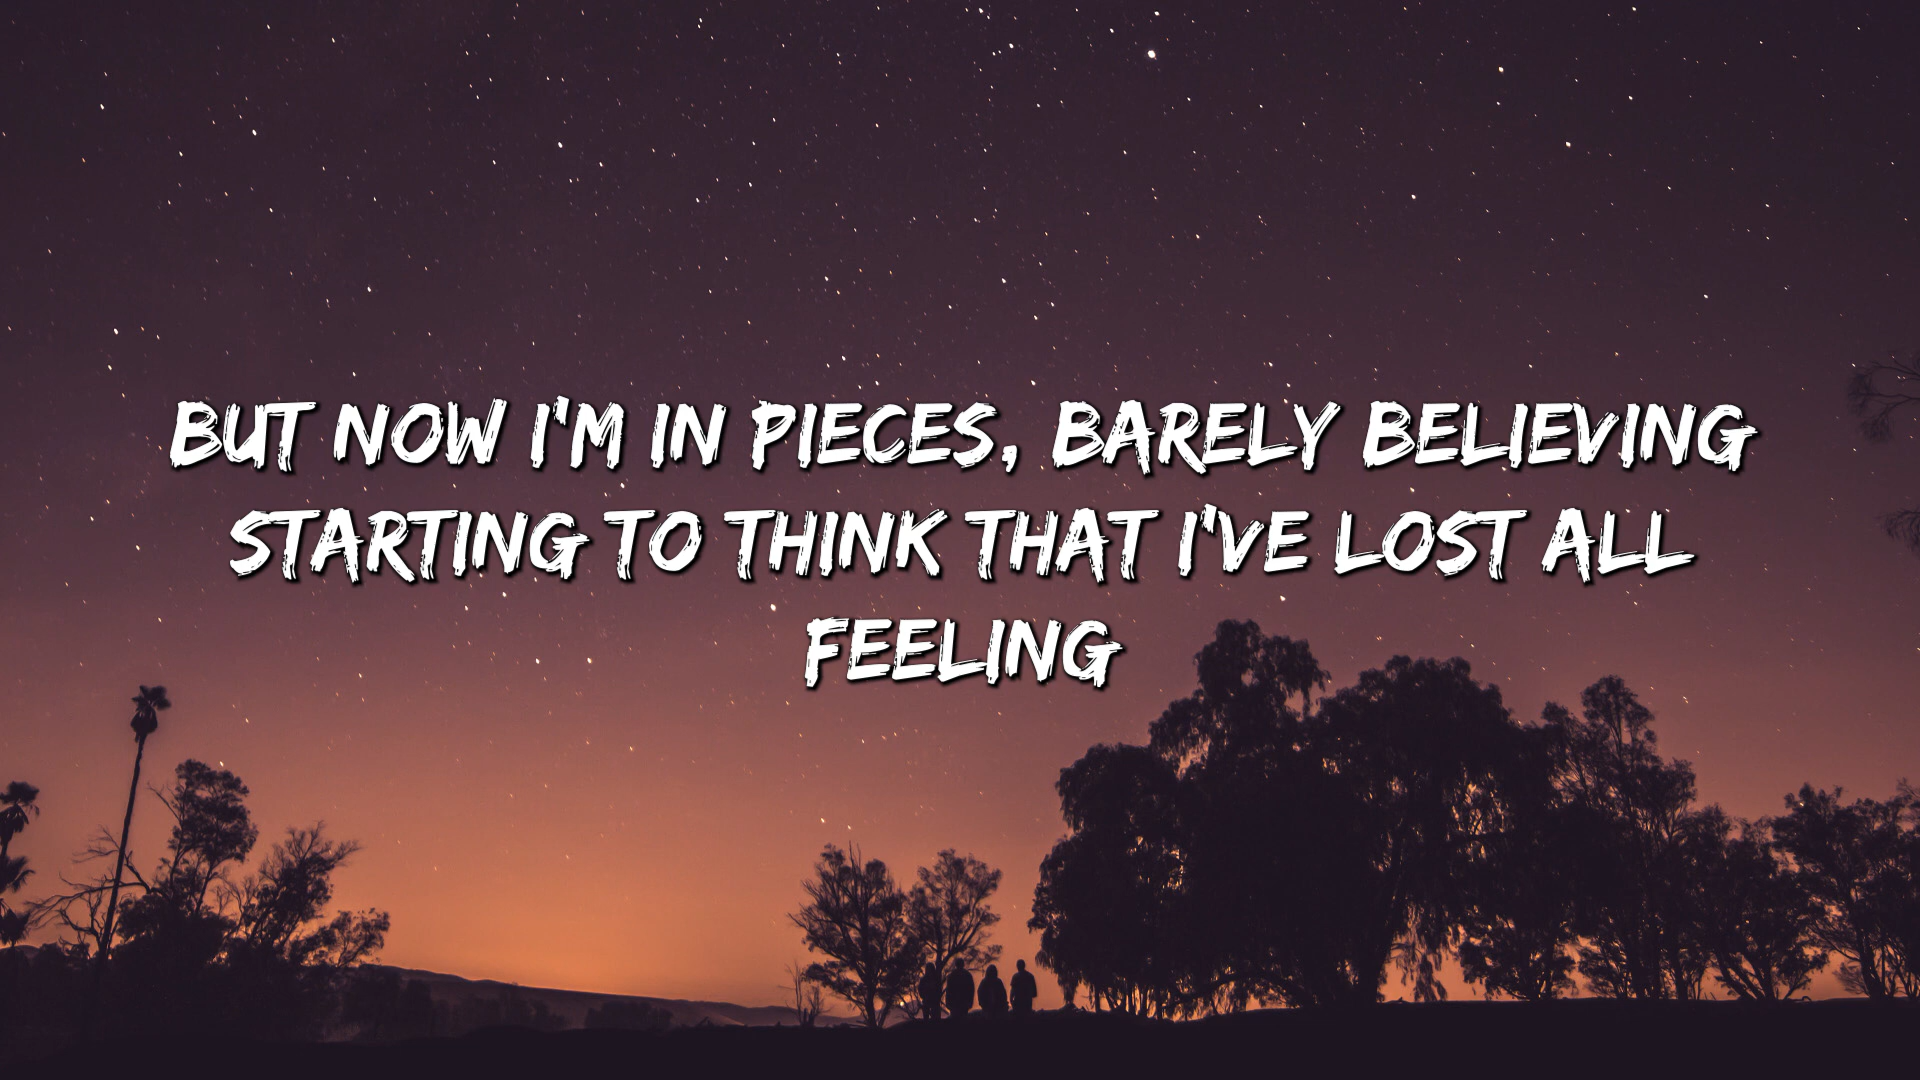 BUT NOW I'M IN PIECES, BARELY BELIEVING
STARTING TO THINK THAT I'VE LOST ALL
FEELING